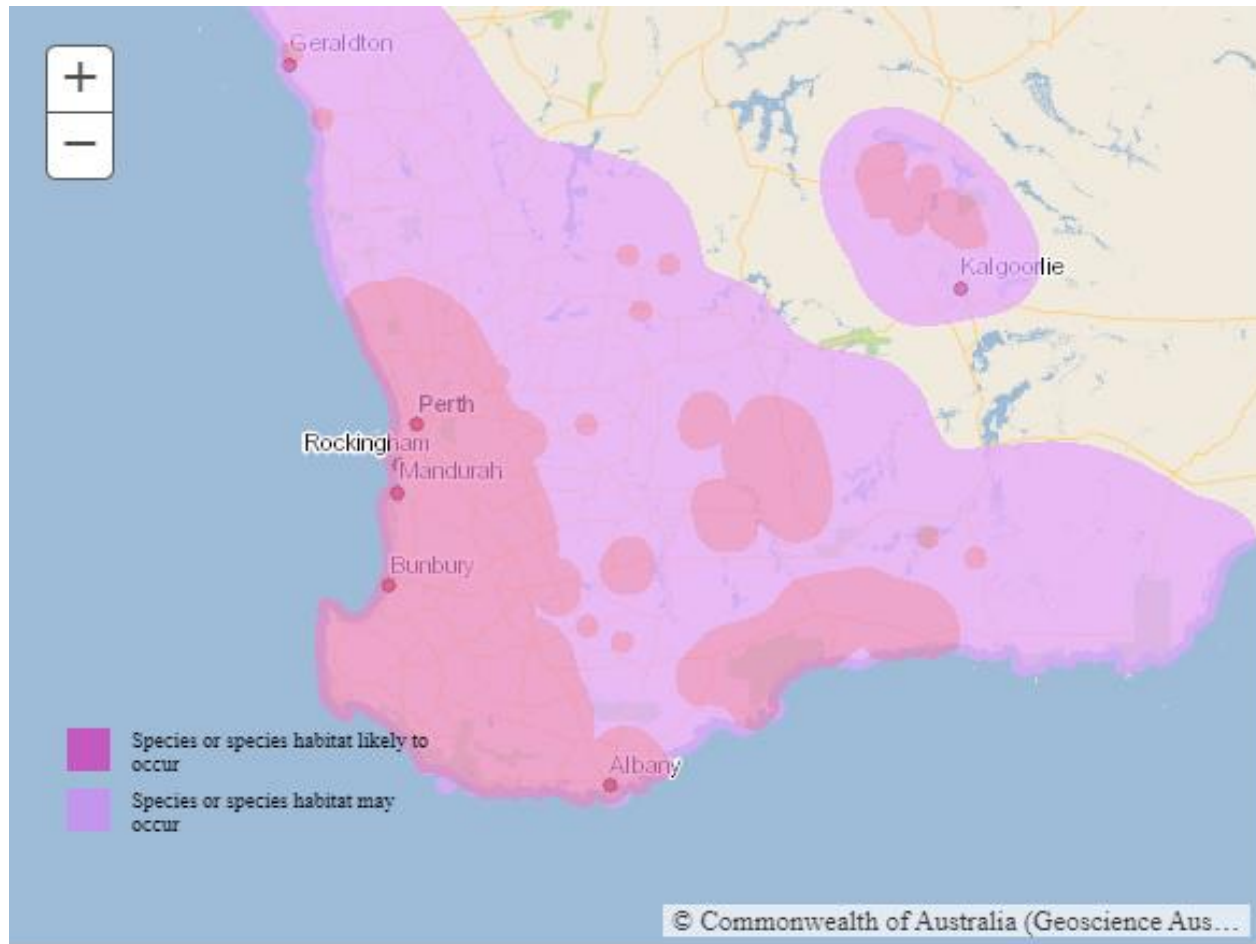 Geraldton
+
−
Kalgoorlie
Perth
Rockingham
Mandurah
Bunbury
Species or species habitat likely to
occur
Albany
Species or species habitat may
occur
© Commonwealth of Australia (Geoscience Aus…